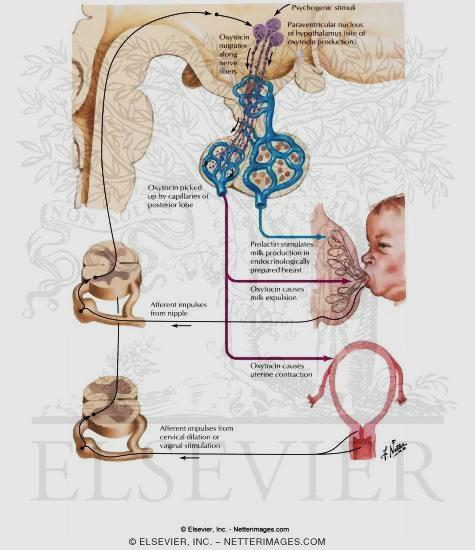 Psychogenic stimuli
Paraventricular nucleus
of hypothalamus (site of
oxytocin production)
Oxytocin
migrates
along
nerve
fibers
Oxytocin picked
up by capillaries of
posterior lobe
Prolactin stimulates
milk production in
endocrinologically
prepared breast
Oxytocin causes
milk expulsion
Afferent impulses
from nipple
Oxytocin causes
uterine contraction
Afferent impulses from
cervical dilation or
vaginal stimulation
NON
ELSEVIER
F. Netter
© Elsevier, Inc. - Netterimages.com
© ELSEVIER, INC. – NETTERIMAGES.COM